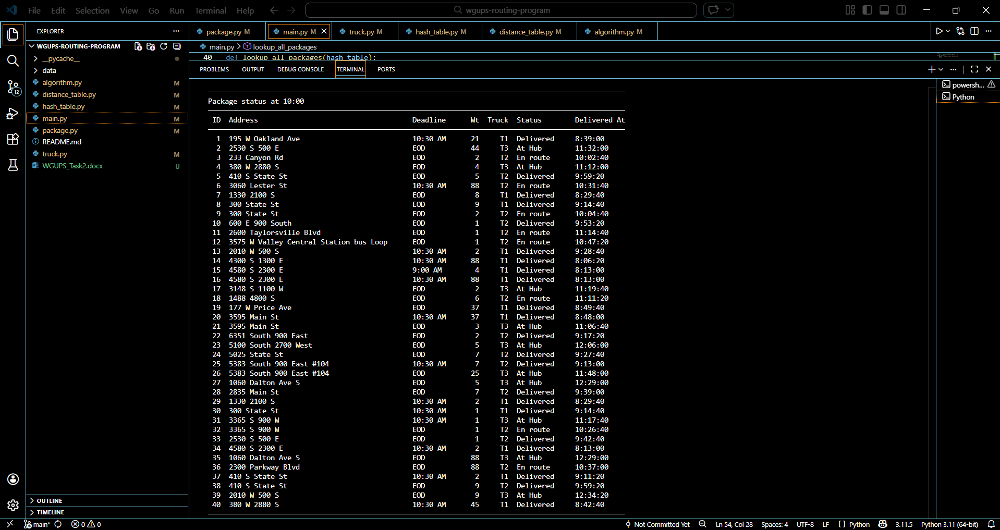 File Edit Selection View Go Run Terminal Help
wgups-routing-program
EXPLORER
package.py M main.py M truck.py M hash_table.py M distance_table.py M algorithm.py M
WGUPS-ROUTING-PROGRAM
__pycache__
data
algorithm.py M
distance_table.py M
hash_table.py M
main.py M
package.py M
README.md
truck.py M
WGUPS_Task2.docx U
12
OUTLINE
TIMELINE
main.py > lookup_all_packages
40 def lookup_all_packages(hash_table):
PROBLEMS OUTPUT DEBUG CONSOLE TERMINAL PORTS
powersh...
Python
Package status at 10:00
ID Address Deadline Wt Truck Status Delivered At
1 195 W Oakland Ave 10:30 AM 21 T1 Delivered 8:39:00
2 2530 S 500 E EOD 44 T3 At Hub 11:32:00
3 233 Canyon Rd EOD 2 T2 En route 10:02:40
4 380 W 2880 S EOD 4 T3 At Hub 11:12:00
5 410 S State St EOD 5 T2 Delivered 9:59:20
6 3060 Lester St 10:30 AM 88 T2 En route 10:31:40
7 1330 2100 S EOD 8 T1 Delivered 8:29:40
8 300 State St EOD 9 T1 Delivered 9:14:40
9 300 State St EOD 2 T2 En route 10:04:40
10 600 E 900 South EOD 1 T2 Delivered 9:53:20
11 2600 Taylorsville Blvd EOD 1 T2 En route 11:14:40
12 3575 W Valley Central Station bus Loop EOD 1 T2 En route 10:47:20
13 2010 W 500 S 10:30 AM 2 T1 Delivered 9:28:40
14 4300 S 1300 E 10:30 AM 88 T1 Delivered 8:06:20
15 4580 S 2300 E 9:00 AM 4 T1 Delivered 8:13:00
16 4580 S 2300 E 10:30 AM 88 T1 Delivered 8:13:00
17 3148 S 1100 W EOD 2 T3 At Hub 11:19:40
18 1488 4800 S EOD 6 T2 En route 11:11:20
19 177 W Price Ave EOD 37 T1 Delivered 8:49:40
20 3595 Main St 10:30 AM 37 T1 Delivered 8:48:00
21 3595 Main St EOD 3 T3 At Hub 11:06:40
22 6351 South 900 East EOD 2 T2 Delivered 9:17:20
23 5100 South 2700 West EOD 5 T3 At Hub 12:06:00
24 5025 State St EOD 7 T2 Delivered 9:27:40
25 5383 South 900 East #104 10:30 AM 7 T2 Delivered 9:13:00
26 5383 South 900 East #104 EOD 25 T3 At Hub 11:48:00
27 1060 Dalton Ave S EOD 5 T3 At Hub 12:29:00
28 2835 Main St EOD 7 T2 Delivered 9:39:00
29 1330 2100 S 10:30 AM 2 T1 Delivered 8:29:40
30 300 State St 10:30 AM 1 T1 Delivered 9:14:40
31 3365 S 900 W 10:30 AM 1 T3 At Hub 11:17:40
32 3365 S 900 W EOD 1 T2 En route 10:26:40
33 2530 S 500 E EOD 1 T2 Delivered 9:42:40
34 4580 S 2300 E 10:30 AM 2 T1 Delivered 8:13:00
35 1060 Dalton Ave S EOD 88 T3 At Hub 12:29:00
36 2300 Parkway Blvd EOD 88 T2 En route 10:37:00
37 410 S State St 10:30 AM 2 T1 Delivered 9:11:20
38 410 S State St EOD 9 T2 Delivered 9:59:20
39 2010 W 500 S EOD 9 T3 At Hub 12:34:20
40 380 W 2880 S 10:30 AM 45 T1 Delivered 8:42:40
main* 0 0 Not Committed Yet Ln 54, Col 28 Spaces: 4 UTF-8 LF { } Python 3.11.5 Python 3.11 (64-bit)